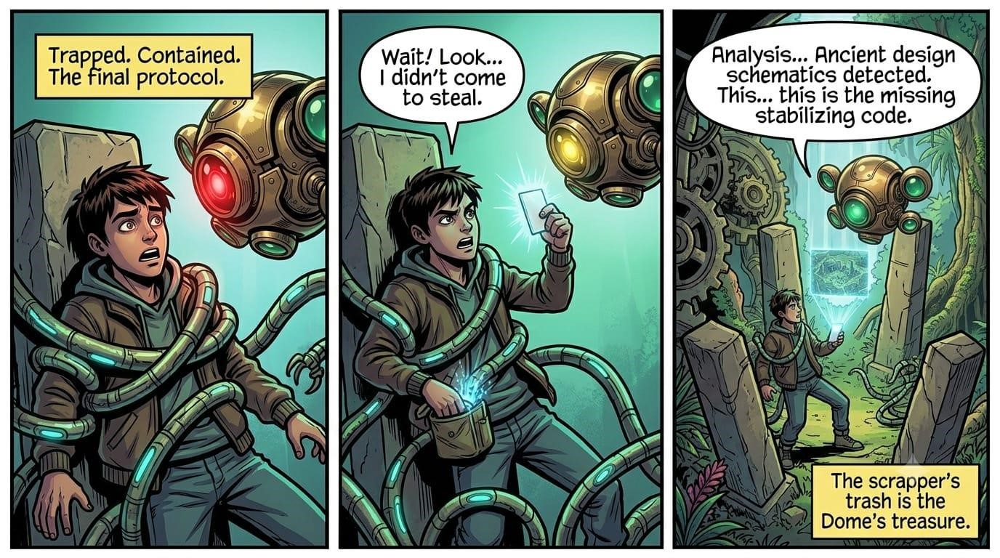 Trapped. Contained.
The final protocol.
Wait! Look...
I didn't come
to steal.
Analysis... Ancient design
schematics detected.
This... this is the missing
stabilizing code.
The scrapper's
trash is the
Dome's treasure.